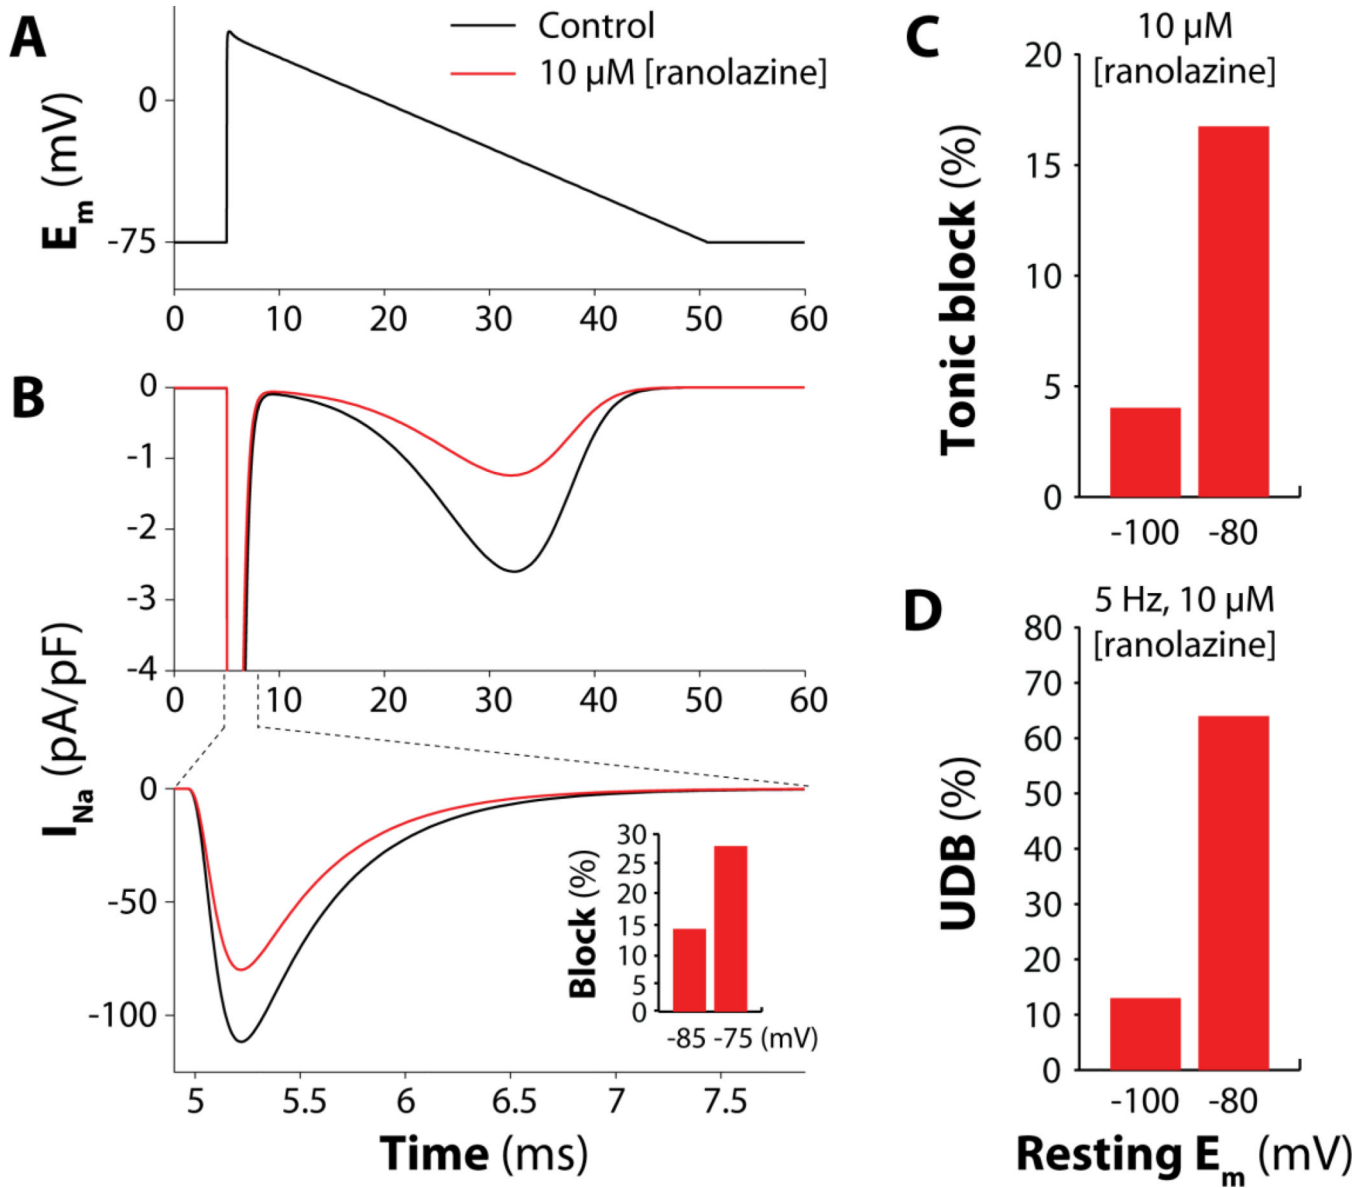 A
Control
10 µM [ranolazine]
Em (mV)
0
-75
0 10 20 30 40 50 60
B
0
-1
-2
-3
-4
0 10 20 30 40 50 60
INa (pA/pF)
0
-50
-100
5 5.5 6 6.5 7 7.5
Time (ms)
Block (%)
30
25
20
15
10
5
0
-85 -75 (mV)
C
10 µM
[ranolazine]
Tonic block (%)
20
15
10
5
0
-100 -80
D
5 Hz, 10 µM
[ranolazine]
UDB (%)
80
70
60
50
40
30
20
10
0
-100 -80
Resting Em (mV)